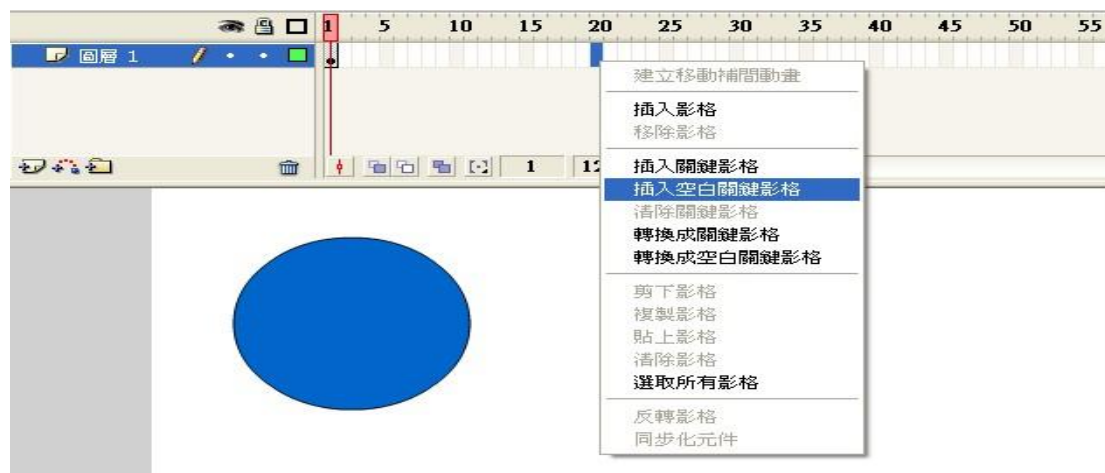 1 5 10 15 20 25 30 35 40 45 50 55
圖層 1
1 12
建立移動補間動畫
插入影格
移除影格
插入關鍵影格
插入空白關鍵影格
清除關鍵影格
轉換成關鍵影格
轉換成空白關鍵影格
剪下影格
複製影格
貼上影格
清除影格
選取所有影格
反轉影格
同步化元件